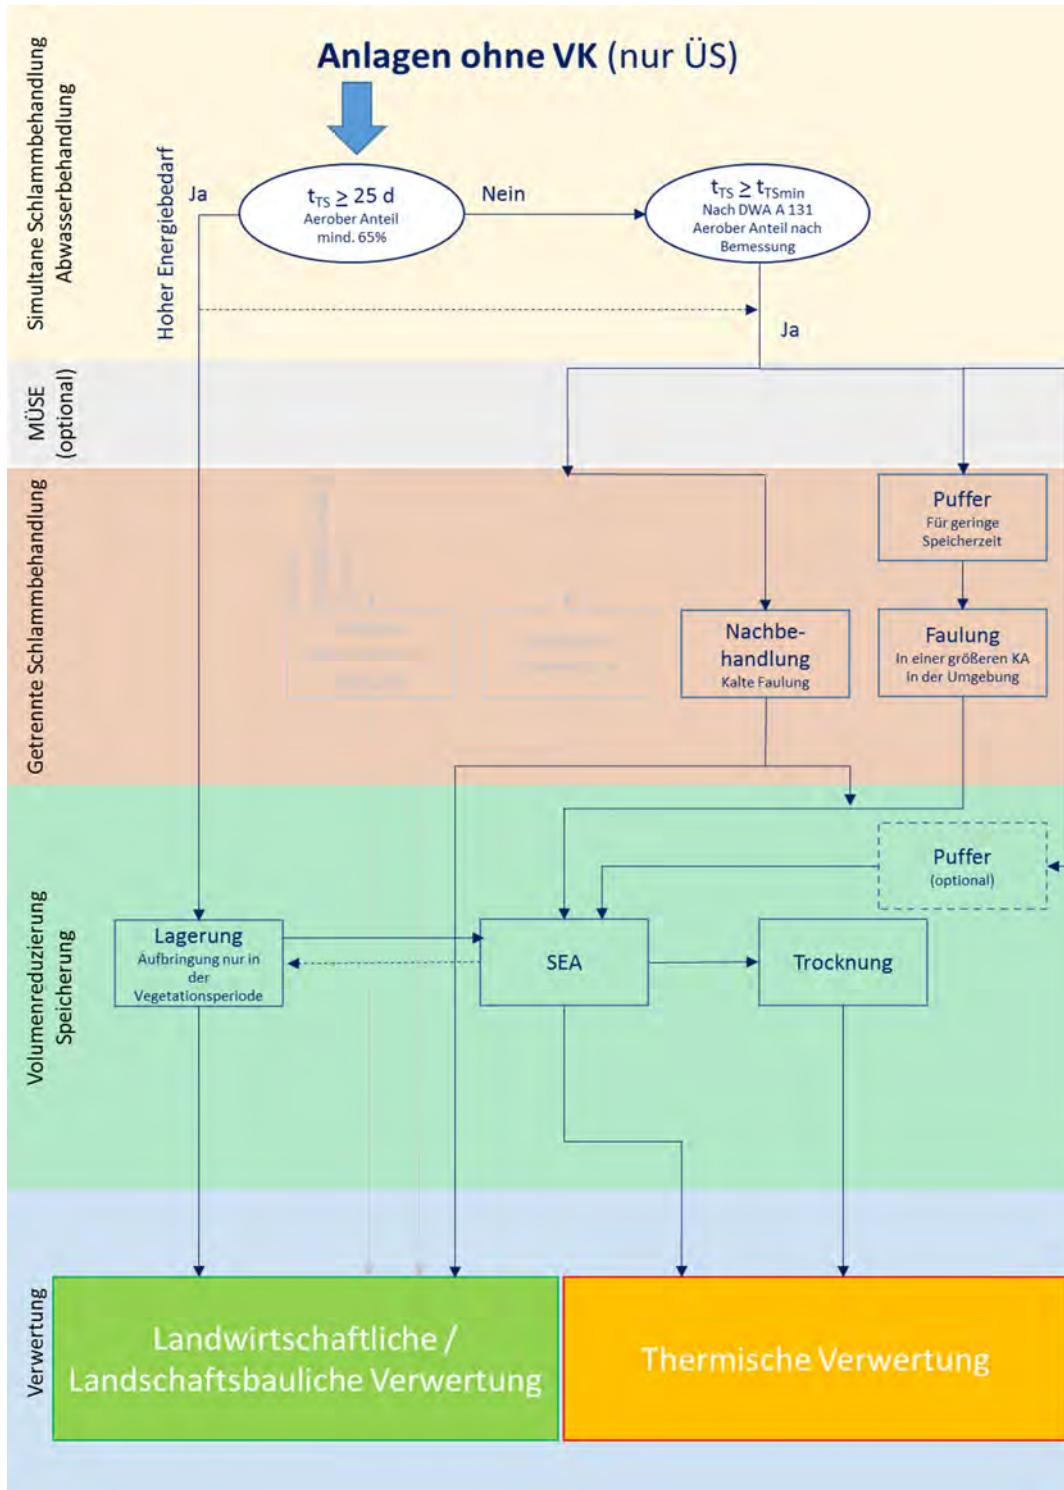 Anlagen ohne VK (nur ÜS)
Simultane Schlammbehandlung
Abwasserbehandlung
Hoher Energiebedarf
Ja
tTS ≥ 25 d
Aerober Anteil
mind. 65%
Nein
tTS ≥ tTSmin
Nach DWA A 131
Aerober Anteil nach
Bemessung
Ja
MÜSE
(optional)
Getrennte Schlammbehandlung
Puffer
Für geringe
Speicherzeit
Nachbe-
handlung
Kalte Faulung
Faulung
In einer größeren KA
in der Umgebung
Volumenreduzierung
Speicherung
Puffer
(optional)
Lagerung
Aufbringung nur in
der
Vegetationsperiode
SEA
Trocknung
Verwertung
Landwirtschaftliche /
Landschaftsbauliche Verwertung
Thermische Verwertung